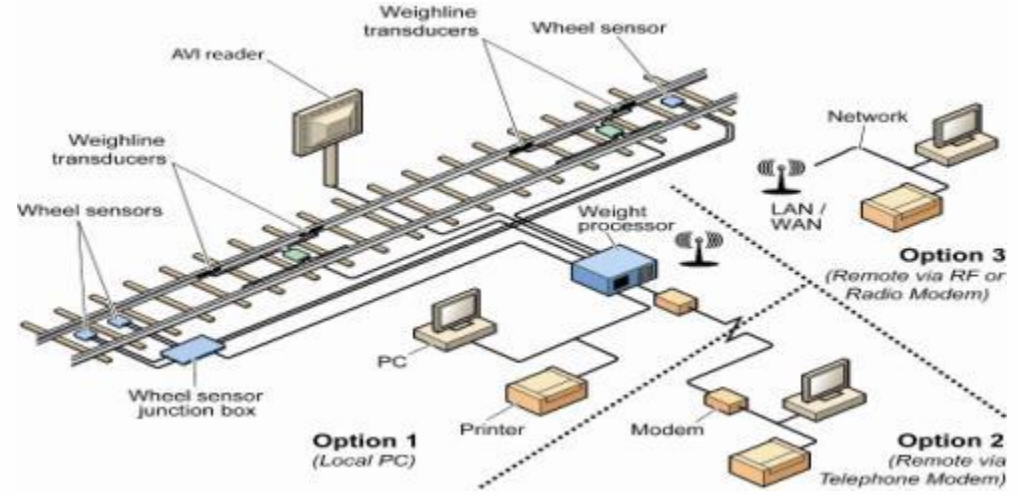 Weighline
transducers
Wheel sensor
AVI reader
Weighline
transducers
Network
Wheel sensors
LAN /
WAN
Weight
processor
Option 3
(Remote via RF or
Radio Modem)
PC
Wheel sensor
junction box
Printer
Modem
Option 1
(Local PC)
Option 2
(Remote via
Telephone Modem)